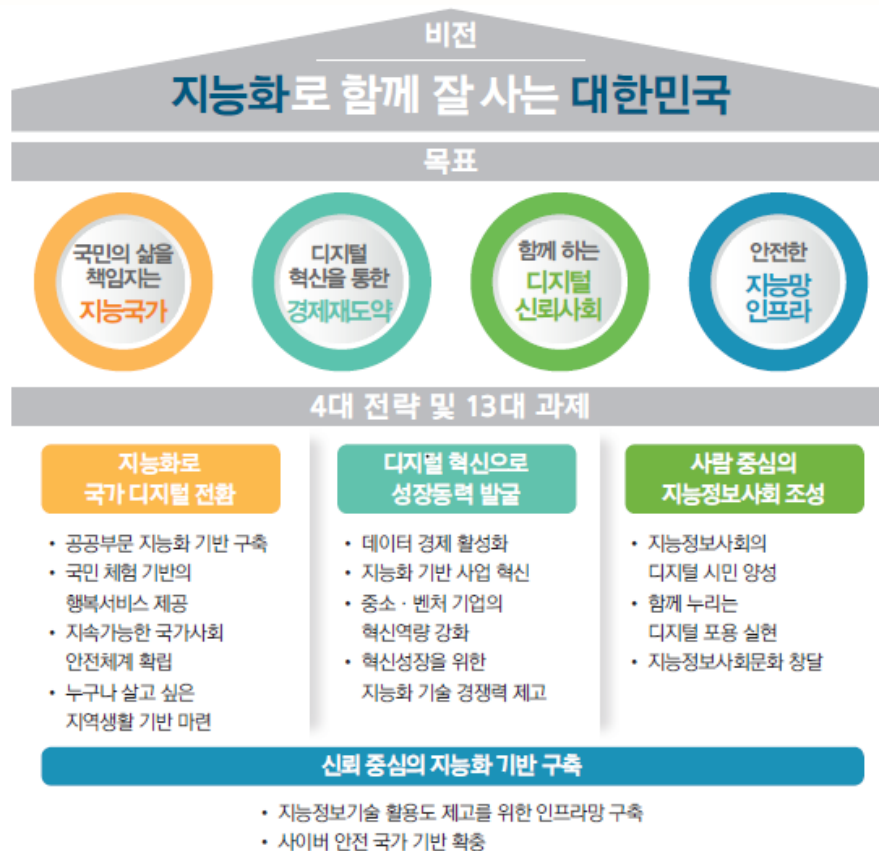 비전
지능화로 함께 잘 사는 대한민국
목표
국민의 삶을
책임지는
지능국가
디지털
혁신을 통한
경제재도약
함께 하는
디지털
신뢰사회
안전한
지능망
인프라
4대 전략 및 13대 과제
지능화로
국가 디지털 전환
• 공공부문 지능화 기반 구축
• 국민 체험 기반의
행복서비스 제공
• 지속가능한 국가사회
안전체계 확립
• 누구나 살고 싶은
지역생활 기반 마련
디지털 혁신으로
성장동력 발굴
• 데이터 경제 활성화
• 지능화 기반 사업 혁신
• 중소 · 벤처 기업의
혁신역량 강화
• 혁신성장을 위한
지능화 기술 경쟁력 제고
사람 중심의
지능정보사회 조성
• 지능정보사회의
디지털 시민 양성
• 함께 누리는
디지털 포용 실현
• 지능정보사회문화 창달
신뢰 중심의 지능화 기반 구축
• 지능정보기술 활용도 제고를 위한 인프라망 구축
• 사이버 안전 국가 기반 확충